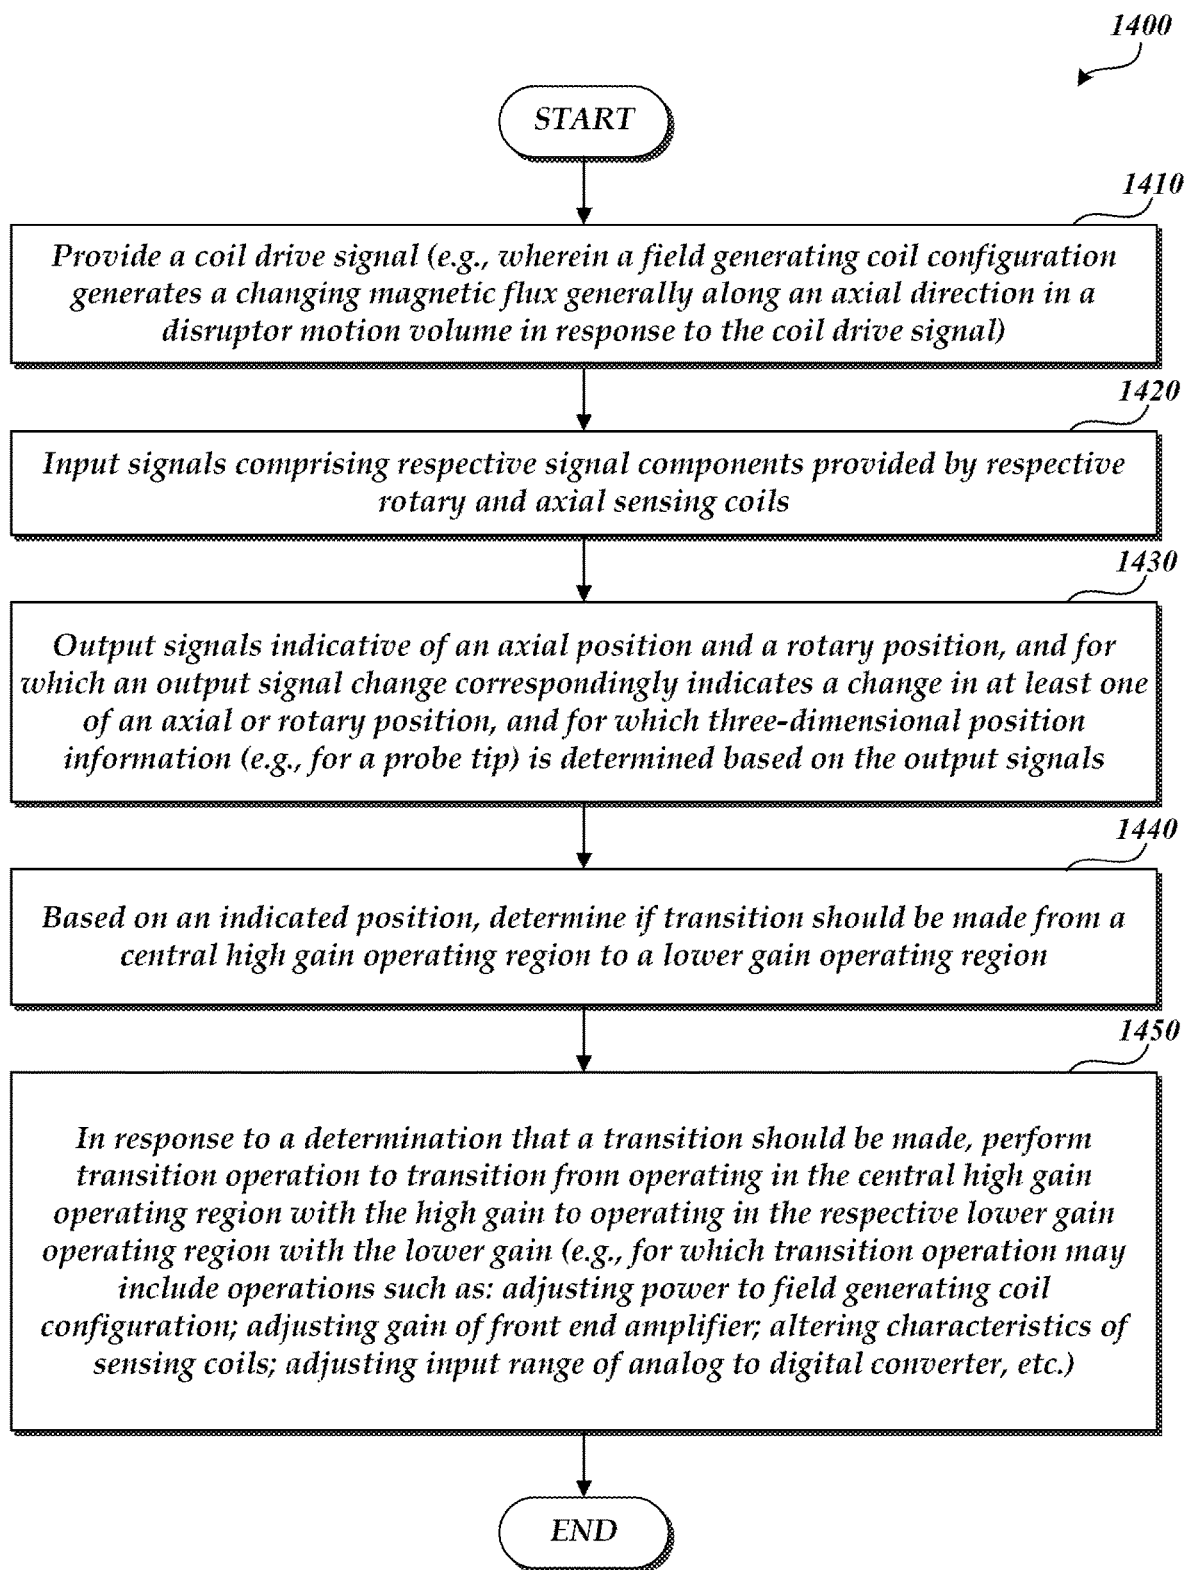 1400
START
1410
Provide a coil drive signal (e.g., wherein a field generating coil configuration
generates a changing magnetic flux generally along an axial direction in a
disruptor motion volume in response to the coil drive signal)
1420
Input signals comprising respective signal components provided by respective
rotary and axial sensing coils
1430
Output signals indicative of an axial position and a rotary position, and for
which an output signal change correspondingly indicates a change in at least one
of an axial or rotary position, and for which three-dimensional position
information (e.g., for a probe tip) is determined based on the output signals
1440
Based on an indicated position, determine if transition should be made from a
central high gain operating region to a lower gain operating region
1450
In response to a determination that a transition should be made, perform
transition operation to transition from operating in the central high gain
operating region with the high gain to operating in the respective lower gain
operating region with the lower gain (e.g., for which transition operation may
include operations such as: adjusting power to field generating coil
configuration; adjusting gain of front end amplifier; altering characteristics of
sensing coils; adjusting input range of analog to digital converter, etc.)
END